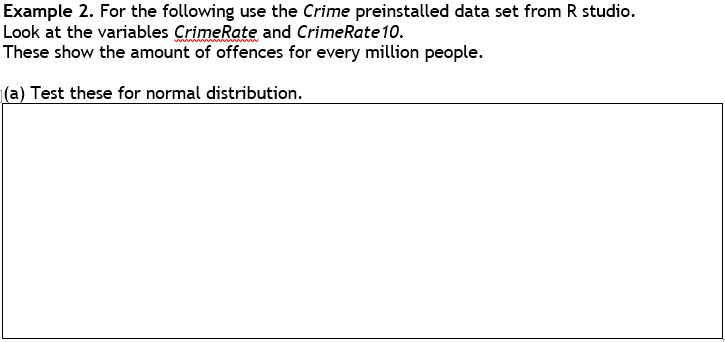 Example 2. For the following use the Crime preinstalled data set from R studio.
Look at the variables CrimeRate and CrimeRate10.
These show the amount of offences for every million people.
(a) Test these for normal distribution.